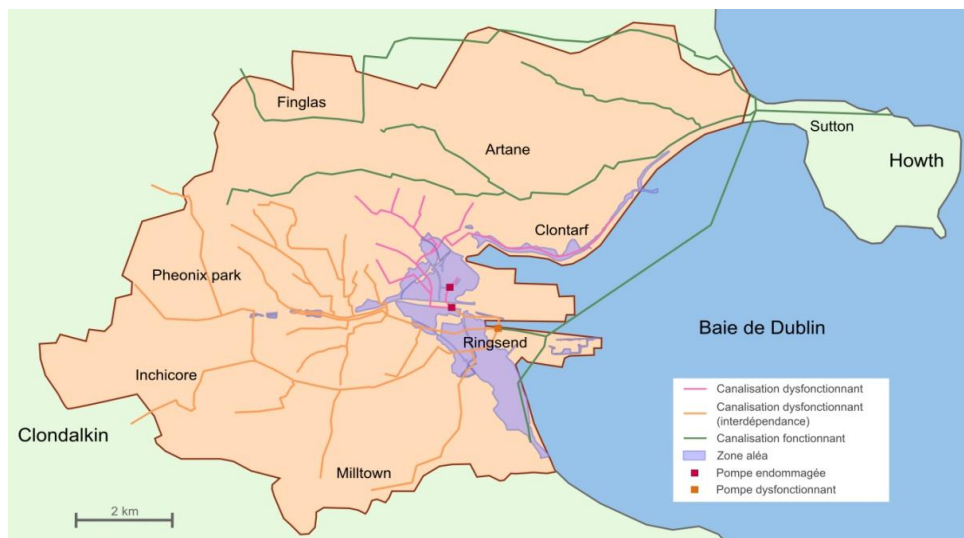 Finglas
Artane
Sutton
Howth
Clontarf
Pheonix park
Baie de Dublin
Ringsend
Inchicore
Clondalkin
Milltown
2 km
Canalisation dysfonctionnant
Canalisation dysfonctionnant
(interdépendance)
Canalisation fonctionnant
Zone aléa
Pompe endommagée
Pompe dysfonctionnant